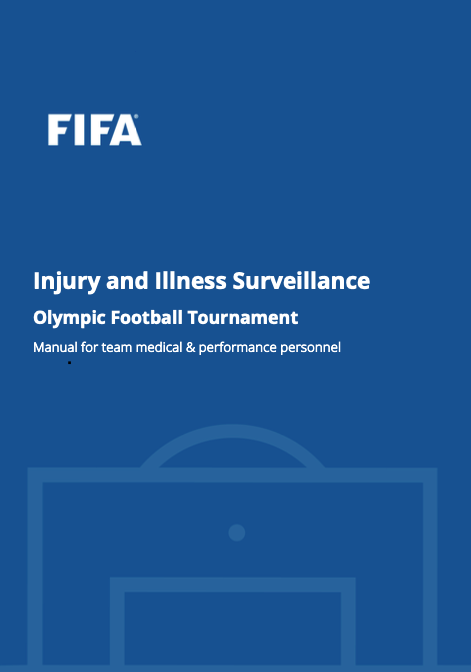 FIFA®
Injury and Illness Surveillance
Olympic Football Tournament
Manual for team medical & performance personnel